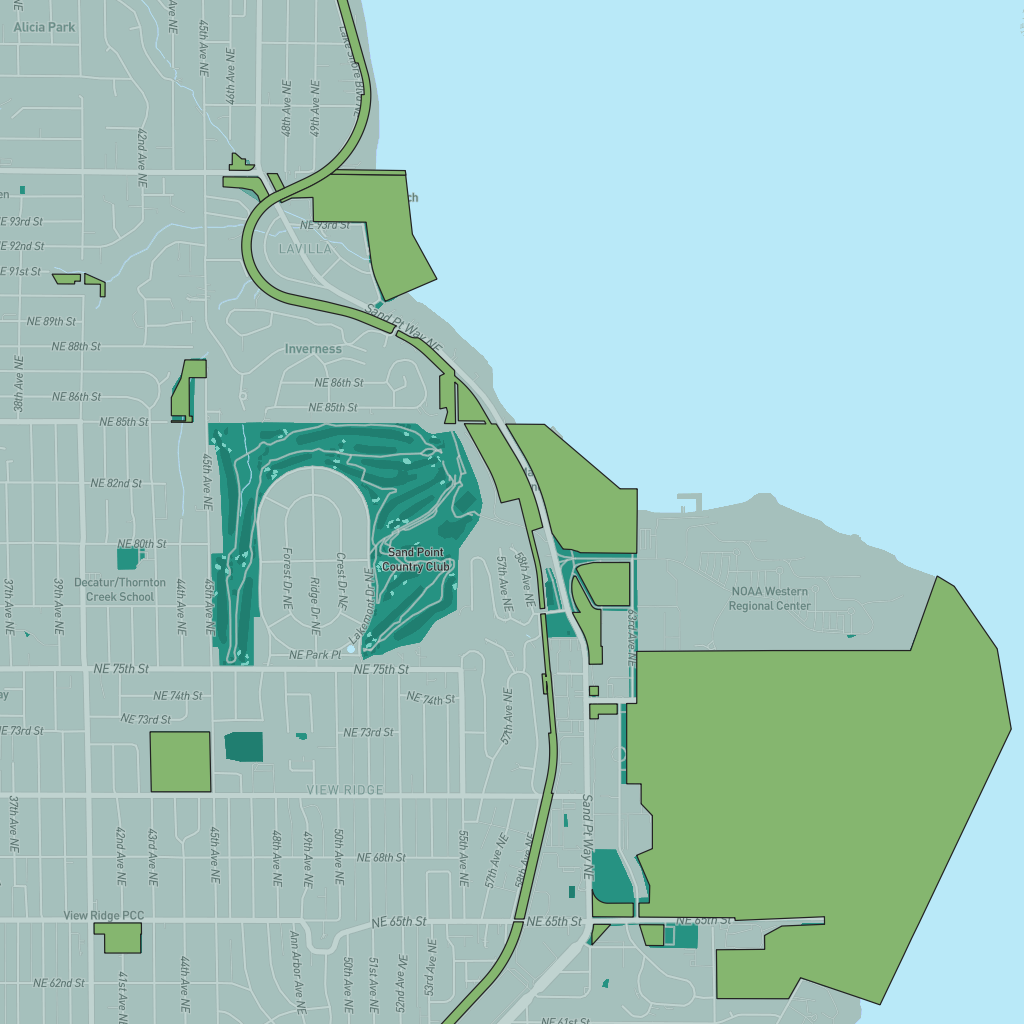 Alicia Park
45th Ave NE
46th Ave NE
48th Ave NE
49th Ave NE
Lake Shore Blvd NE
42nd Ave NE
NE 93rd St
NE 92nd St
NE 91st St
NE 93rd St
LAVILLA
Sand Pt Way NE
NE 89th St
NE 88th St
Inverness
38th Ave NE
NE 86th St
NE 86th St
NE 85th St
NE 85th St
45th Ave NE
NE 82nd St
NE 80th St
Decatur/Thornton
Creek School
Sand Point
Country Club
37th Ave NE
39th Ave NE
44th Ave NE
45th Ave NE
Forest Dr NE
Ridge Dr NE
Crest Dr NE
Lakemont Dr NE
57th Ave NE
58th Ave NE
63rd Ave NE
NOAA Western
Regional Center
NE Park Pl
NE 75th St
NE 75th St
NE 74th St
NE 74th St
NE 73rd St
NE 73rd St
NE 73rd St
57th Ave NE
VIEW RIDGE
37th Ave NE
42nd Ave NE
43rd Ave NE
45th Ave NE
48th Ave NE
49th Ave NE
50th Ave NE
NE 68th St
55th Ave NE
57th Ave NE
58th Ave NE
Sand Pt Way NE
View Ridge PCC
NE 65th St
NE 65th St
NE 65th St
41st Ave NE
44th Ave NE
Ann Arbor Ave NE
50th Ave NE
51st Ave NE
52nd Ave NE
53rd Ave NE
NE 62nd St
NE 61st St